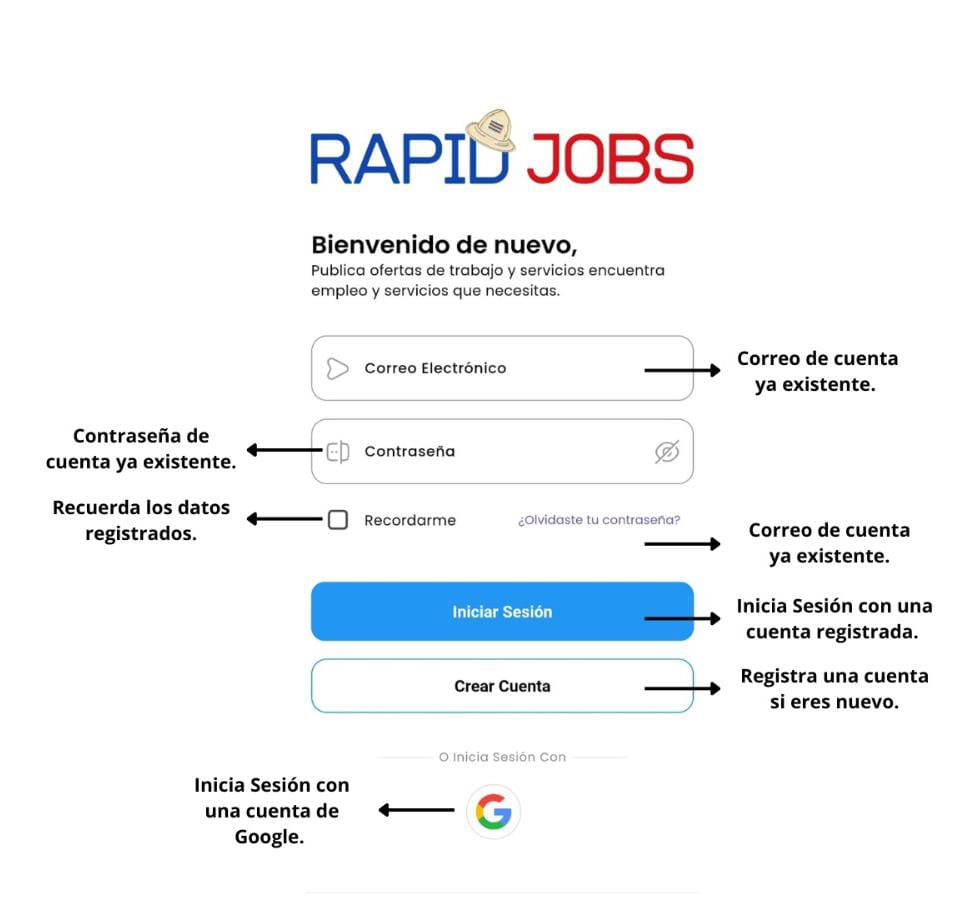 RAPID JOBS
Bienvenido de nuevo,
Publica ofertas de trabajo y servicios encuentra
empleo y servicios que necesitas.
Correo Electrónico
Correo de cuenta
ya existente.
Contraseña de
cuenta ya existente.
Contraseña
Recuerda los datos
registrados.
Recordarme
¿Olvidaste tu contraseña?
Correo de cuenta
ya existente.
Iniciar Sesión
Inicia Sesión con una
cuenta registrada.
Crear Cuenta
Registra una cuenta
si eres nuevo.
O Inicia Sesión Con
Inicia Sesión con
una cuenta de
Google.
G